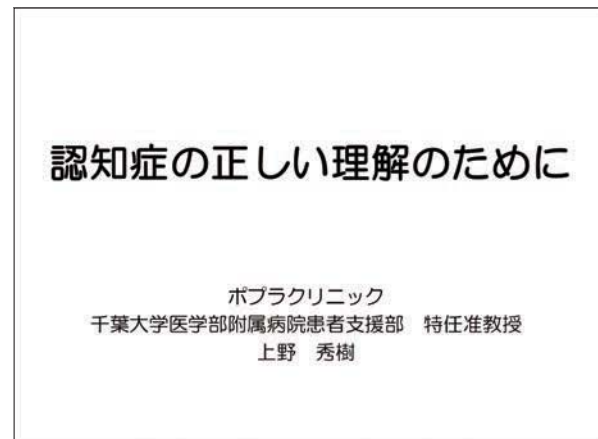 認知症の正しい理解のために
ポプラクリニック
千葉大学医学部附属病院患者支援部　特任准教授
上野　秀樹